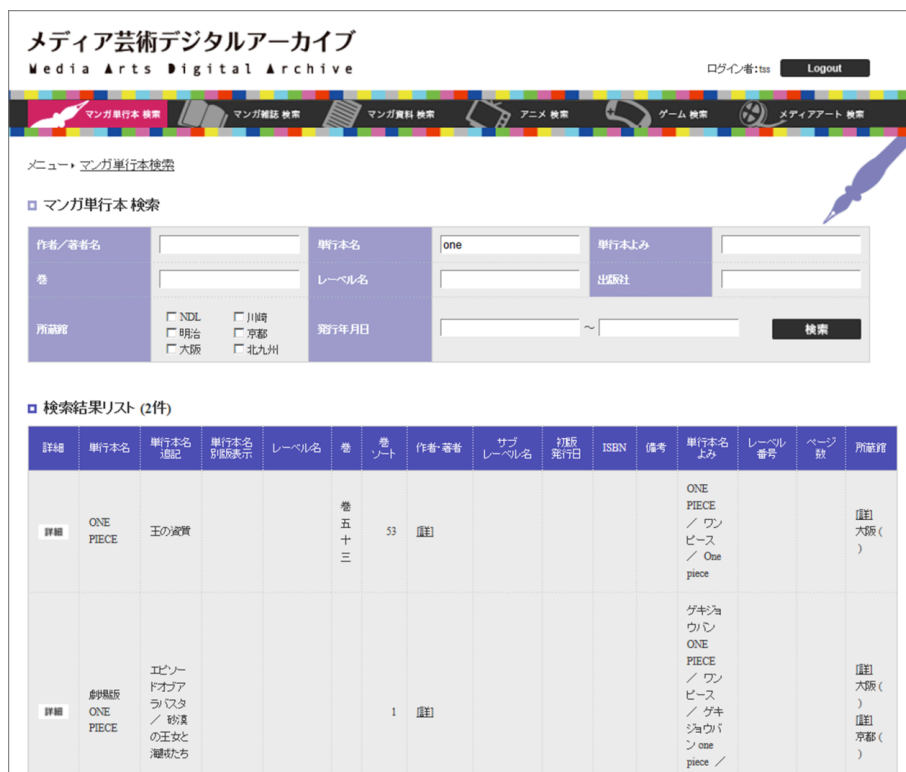 メディア芸術デジタルアーカイブ
Media Arts Digital Archive
ログイン者:tss Logout
マンガ単行本 検索 マンガ雑誌 検索 マンガ資料 検索 アニメ 検索 ゲーム 検索 メディアアート 検索
メニュー▸マンガ単行本検索
マンガ単行本 検索
作者/著者名 単行本名 one 単行本よみ
巻 レーベル名 出版社
所蔵館 NDL 川崎 発行年月日 ～ 検索
明治 京都
大阪 北九州
検索結果リスト (2件)
詳細 単行本名 単行本名追記 単行本名別版表示 レーベル名 巻 巻ソート 作者・著者 サブレーベル名 初版発行日 ISBN 備考 単行本名よみ レーベル番号 ページ数 所蔵館
詳細
ONE
PIECE
王の資質
巻
五
十
三
53
[詳]
ONE
PIECE
／ ワン
ピース
／ One
piece
[詳]
大阪 (
)
詳細
劇場版
ONE
PIECE
エピソー
ドオブア
ラバスタ
／ 砂漠
の王女と
海賊たち
1
[詳]
ゲキジョ
ウバン
ONE
PIECE
／ ワン
ピース
／ ゲキ
ジョウバ
ン one
piece ／
[詳]
大阪 (
)
[詳]
京都 (
)